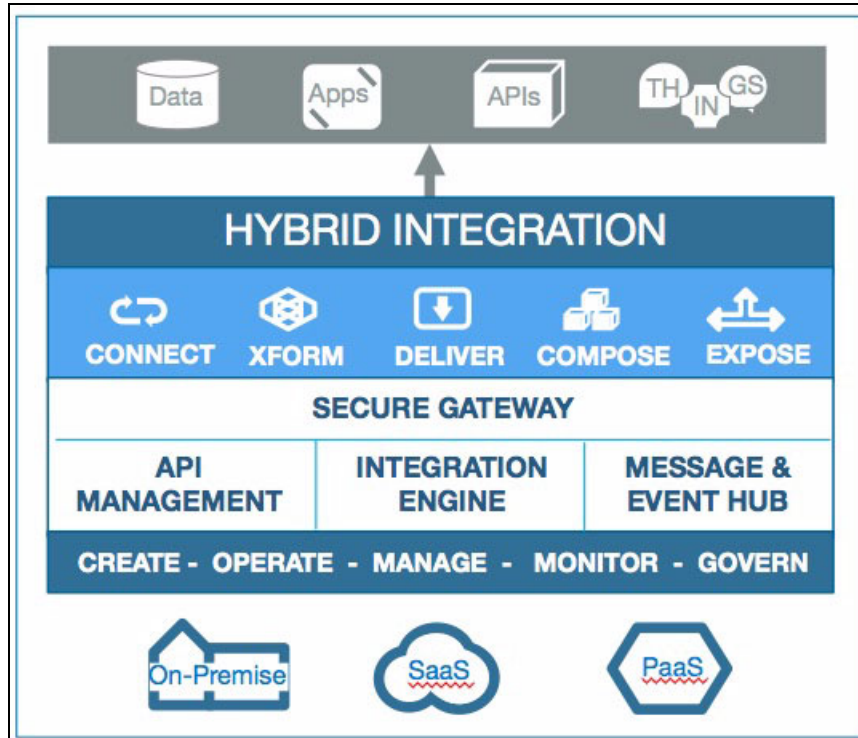 Data Apps APIs TH IN GS
HYBRID INTEGRATION
CONNECT XFORM DELIVER COMPOSE EXPOSE
SECURE GATEWAY
API
MANAGEMENT
INTEGRATION
ENGINE
MESSAGE &
EVENT HUB
CREATE - OPERATE - MANAGE - MONITOR - GOVERN
On-Premise SaaS PaaS